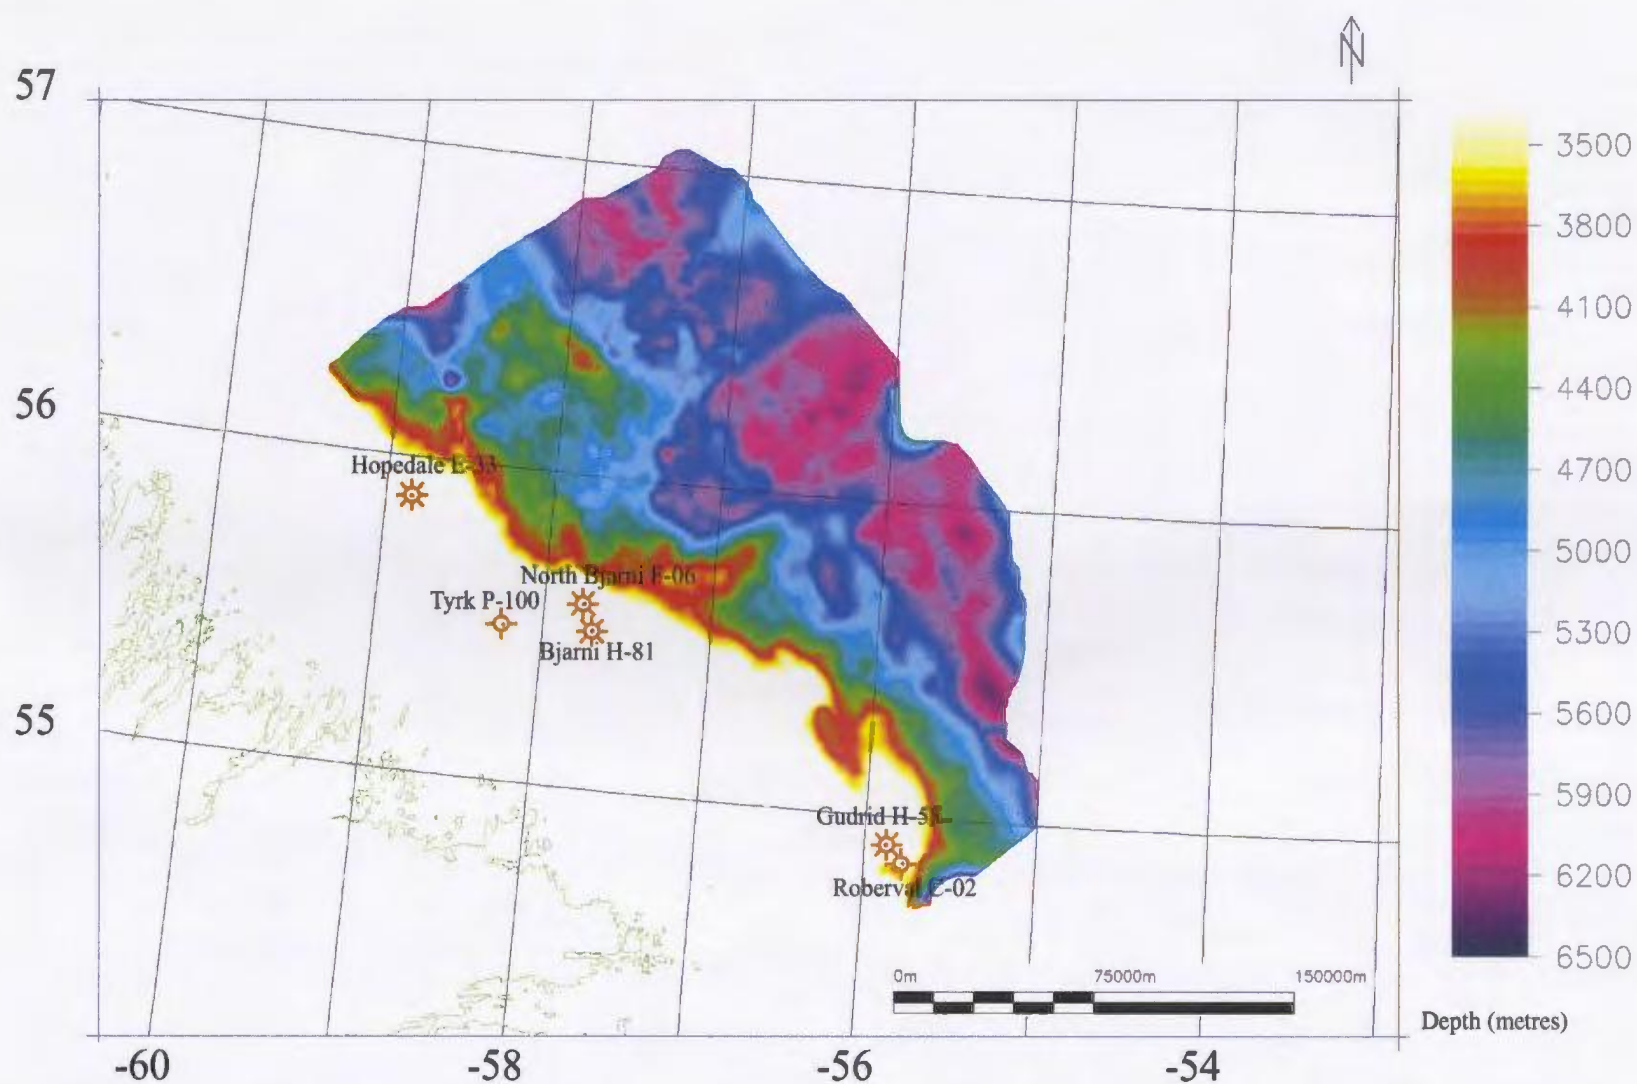 N
57
3500
3800
4100
4400
56
4700
Hopedale E-33
5000
North Bjarni F-06
Tyrk P-100
5300
Bjarni H-81
55
5600
5900
Gudrid H-55
6200
Roberval C-02
0m 75000m 150000m
6500
Depth (metres)
-60 -58 -56 -54